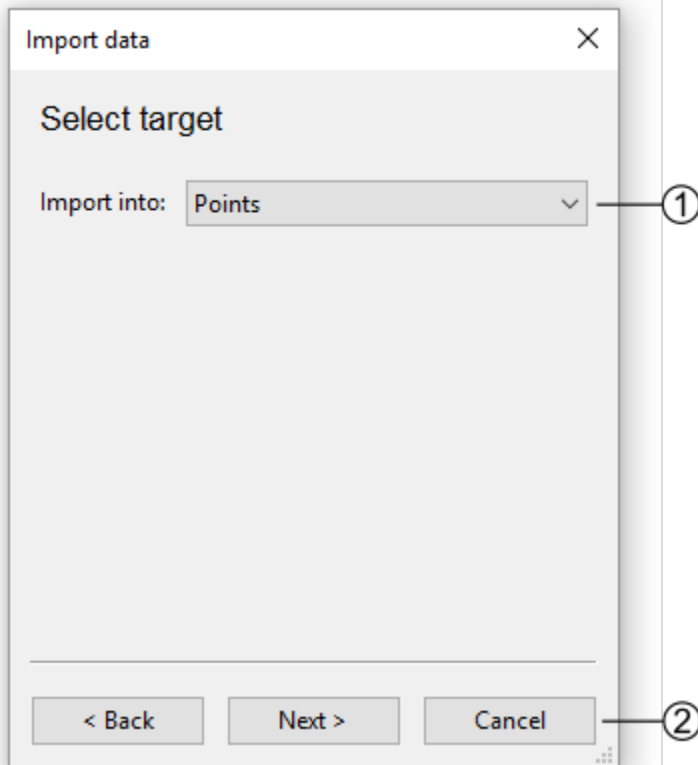 Import data
Select target
Import into: Points
1
< Back Next > Cancel
2